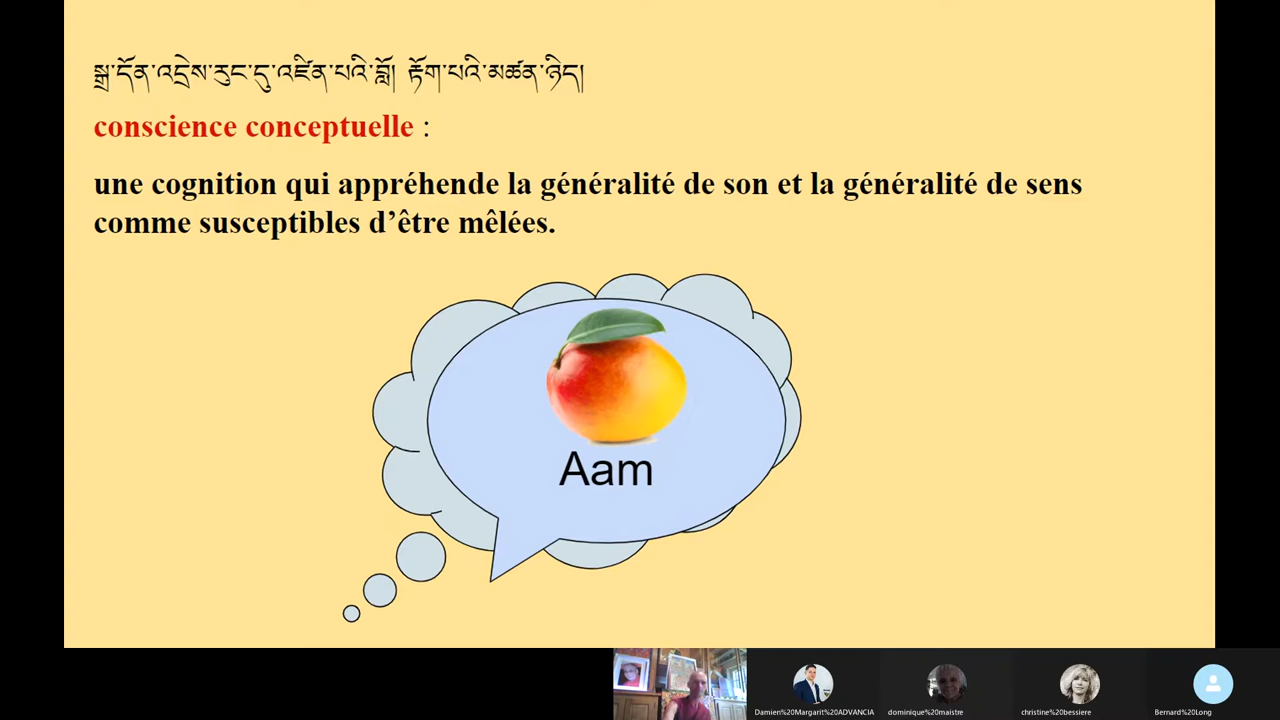 སྒྲ་དོན་འདྲེས་རུང་དུ་འཛིན་པའི་བློ། རྟོག་པའི་མཚན་ཉིད།
conscience conceptuelle :
une cognition qui appréhende la généralité de son et la généralité de sens
comme susceptibles d’être mêlées.
Aam
Damien%20Margarit%20ADVANCIA
dominique%20maistre
christine%20bessiere
Bernard%20Long